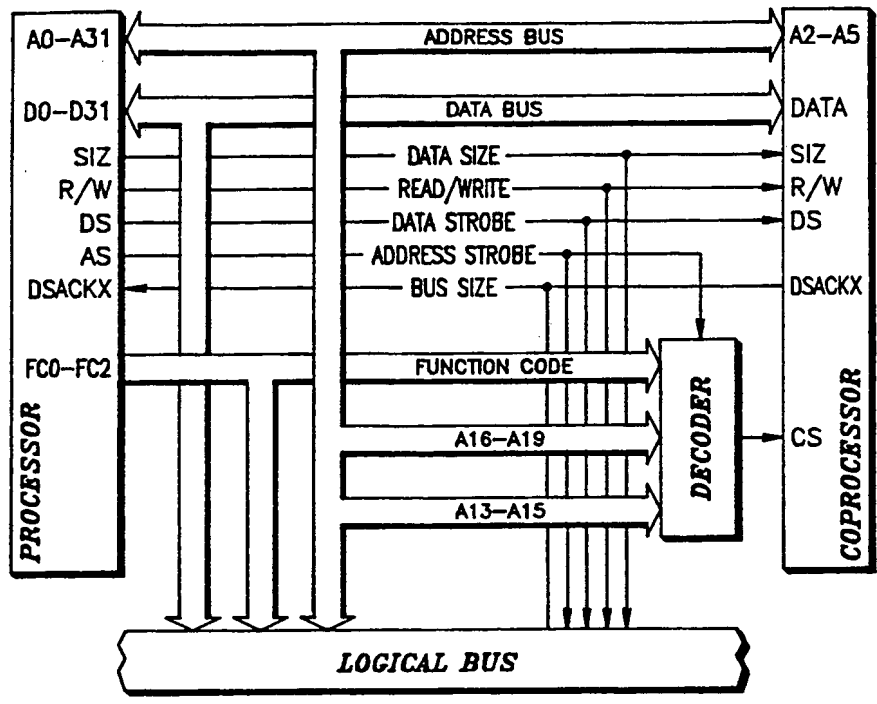 A0-A31 ADDRESS BUS A2-A5
D0-D31 DATA BUS DATA
SIZ DATA SIZE SIZ
R/W READ/WRITE R/W
DS DATA STROBE DS
AS ADDRESS STROBE
DSACKX BUS SIZE DSACKX
FC0-FC2 FUNCTION CODE
A16-A19 CS
A13-A15
PROCESSOR
DECODER
COPROCESSOR
LOGICAL BUS